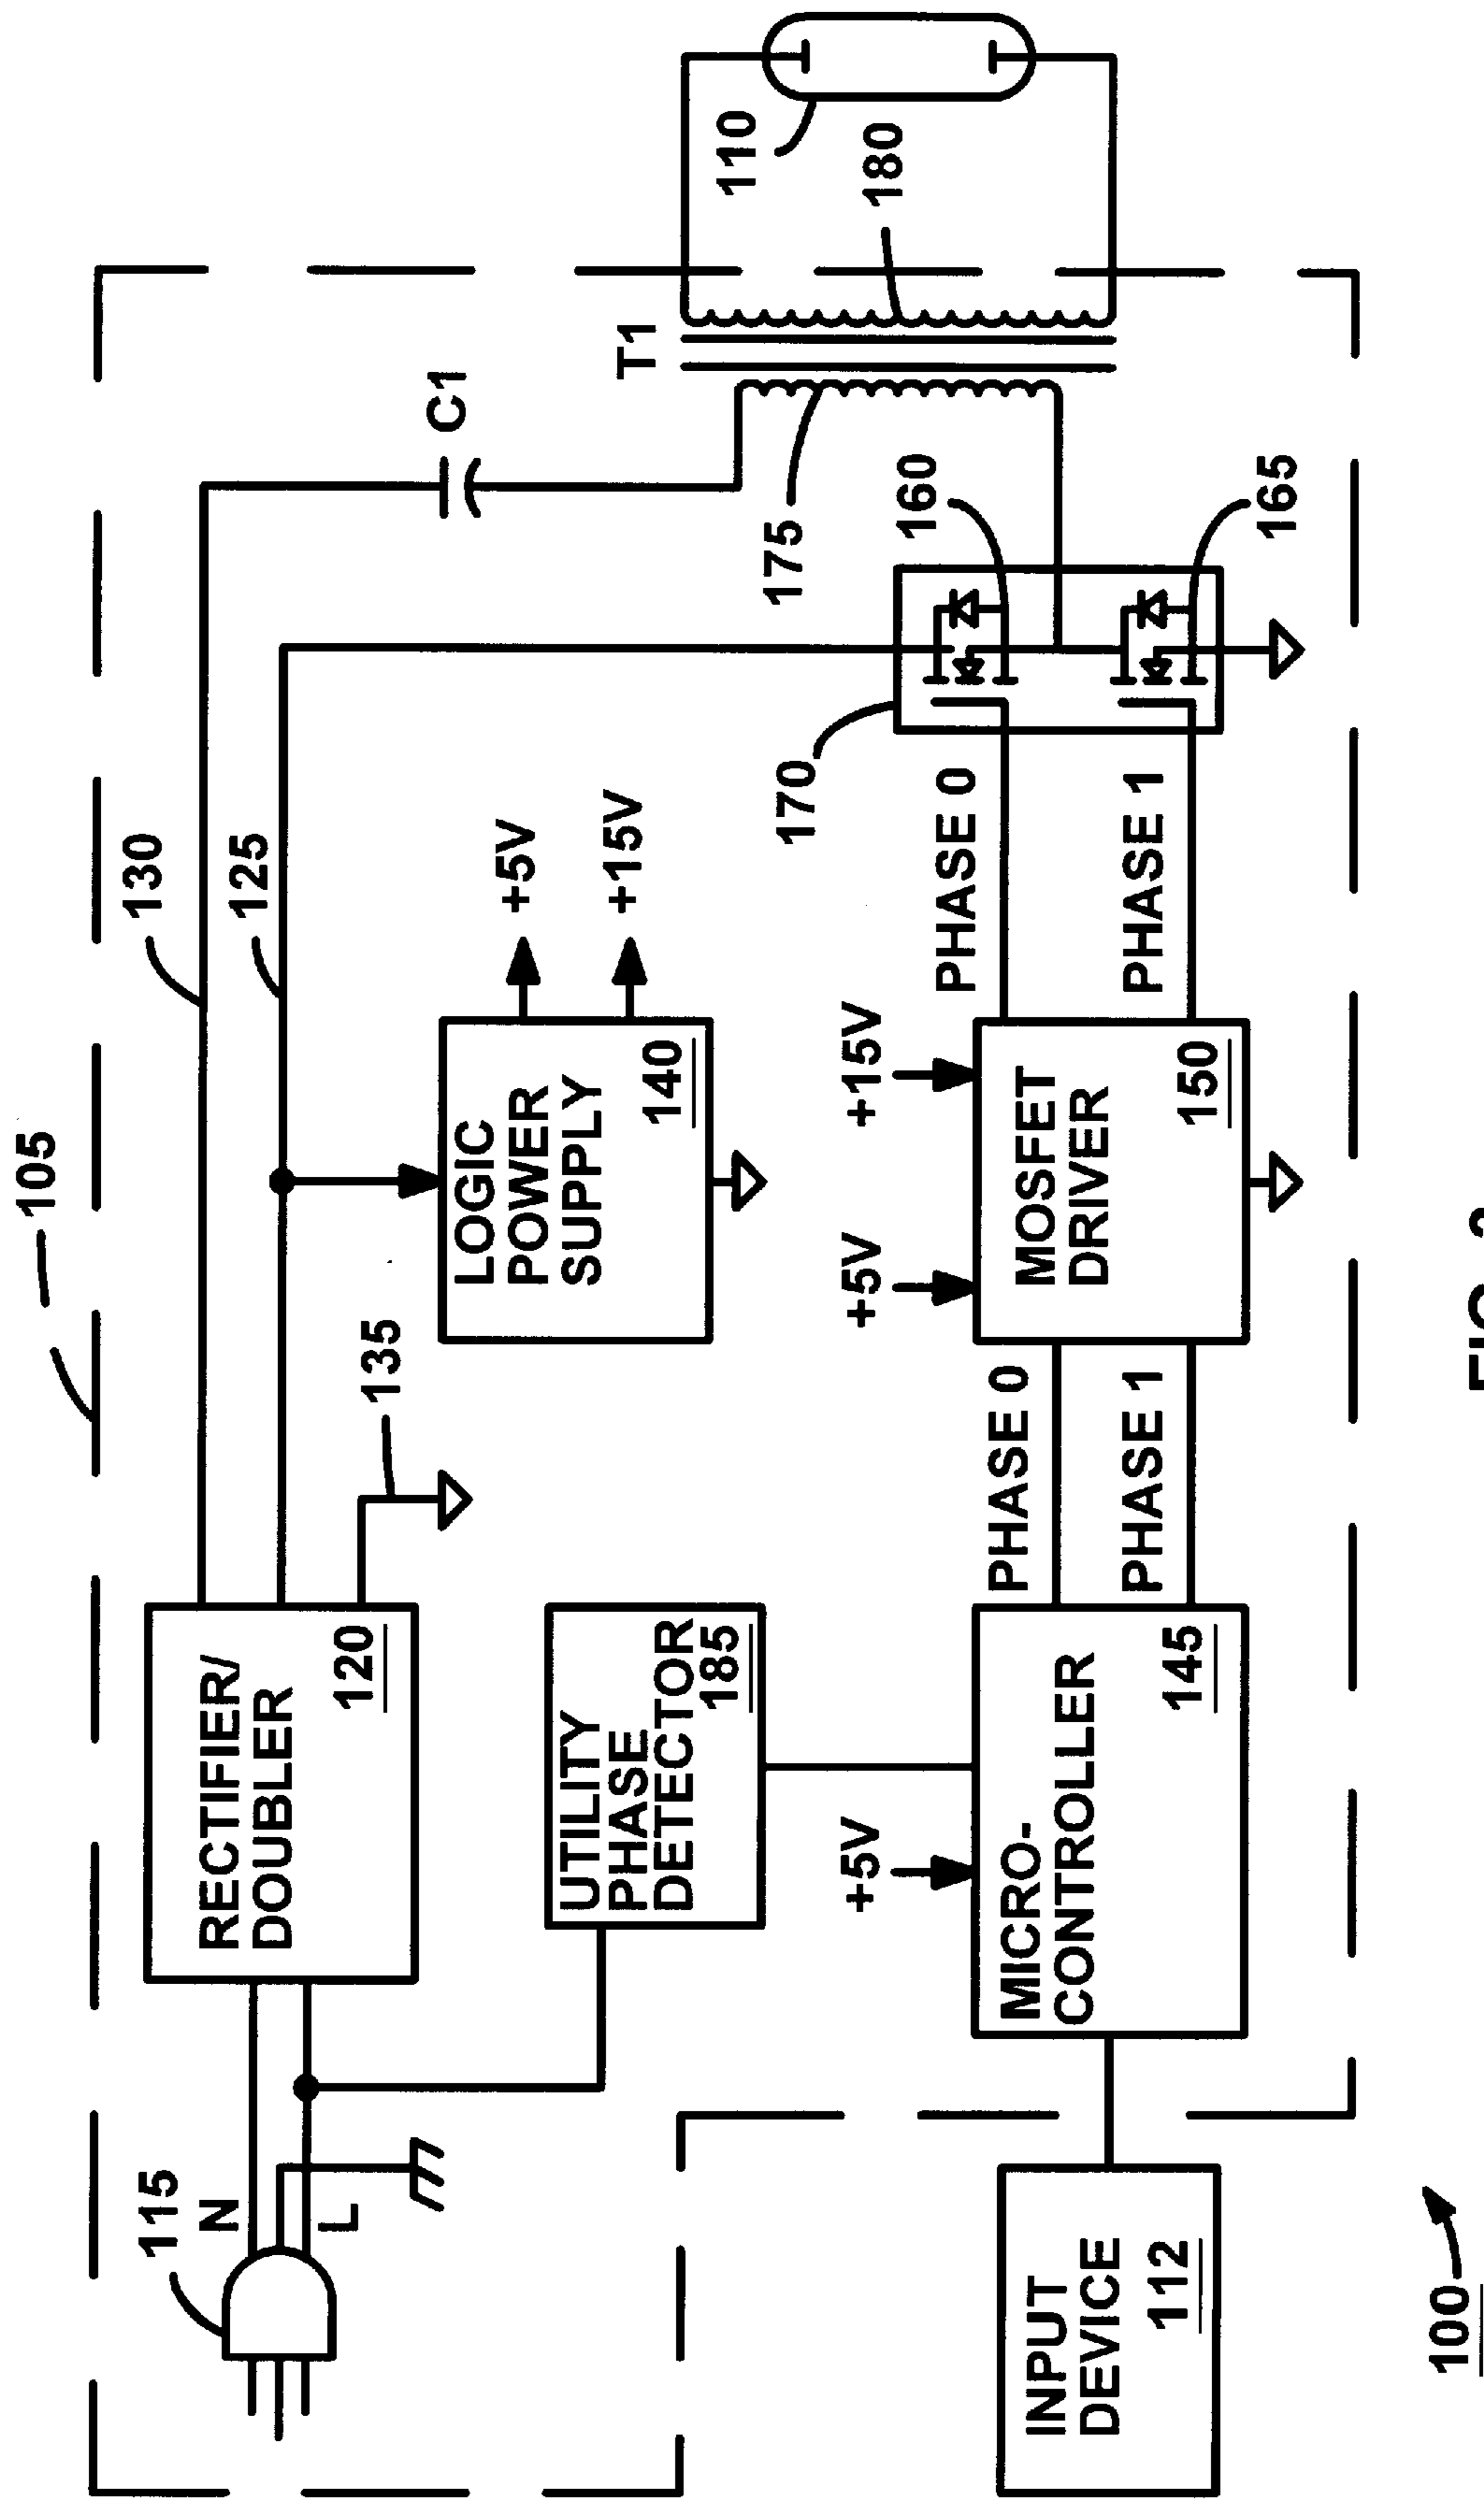 105
115
N
L
RECTIFIER/
DOUBLER
120
130
125
135
C1
T1
110
180
175
LOGIC
POWER
SUPPLY
140
+5V
+15V
UTILITY
PHASE
DETECTOR
185
170
160
165
+5V
+5V
+15V
INPUT
DEVICE
112
MICRO-
CONTROLLER
145
PHASE 0
PHASE 1
MOSFET
DRIVER
150
PHASE 0
PHASE 1
100